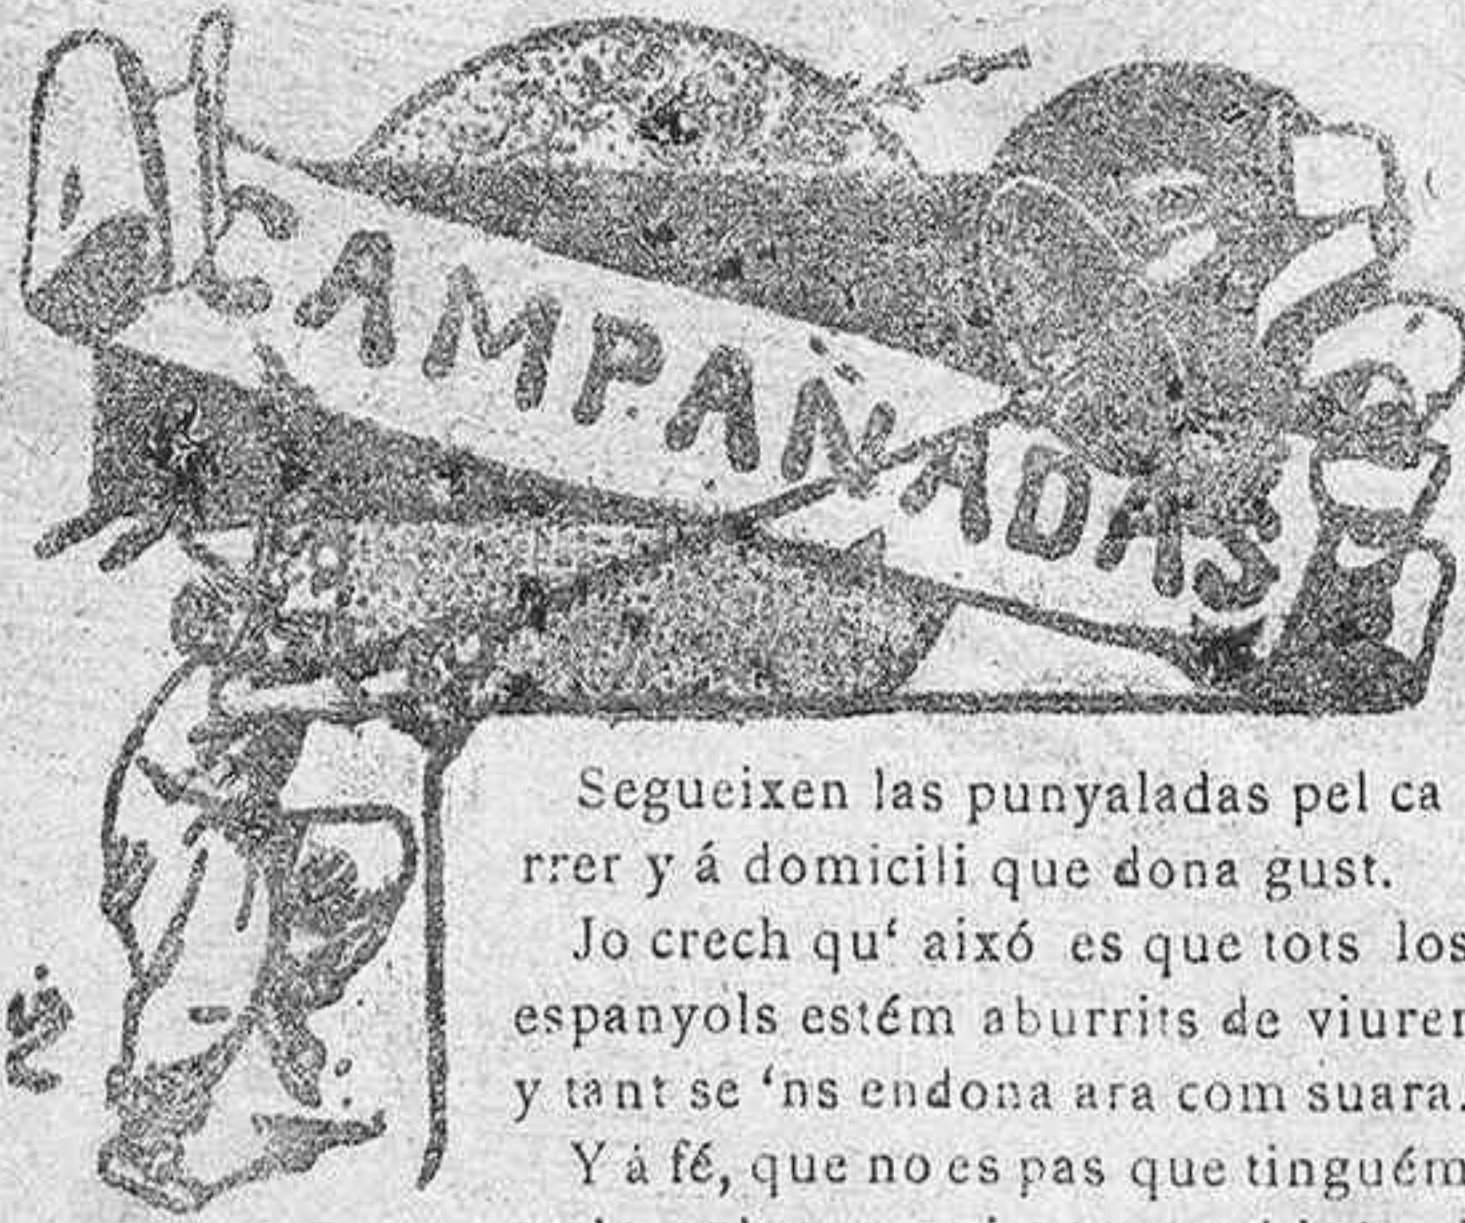 CAMPANADAS
Segueixen las punyaladas pel ca
rrer y á domicili que dona gust.
Jo crech qu‘ aixó es que tots los
espanyols estém aburrits de viurer
y tant se ‘ns endona ara com suara.
Y á fé, que no es pas que tinguém